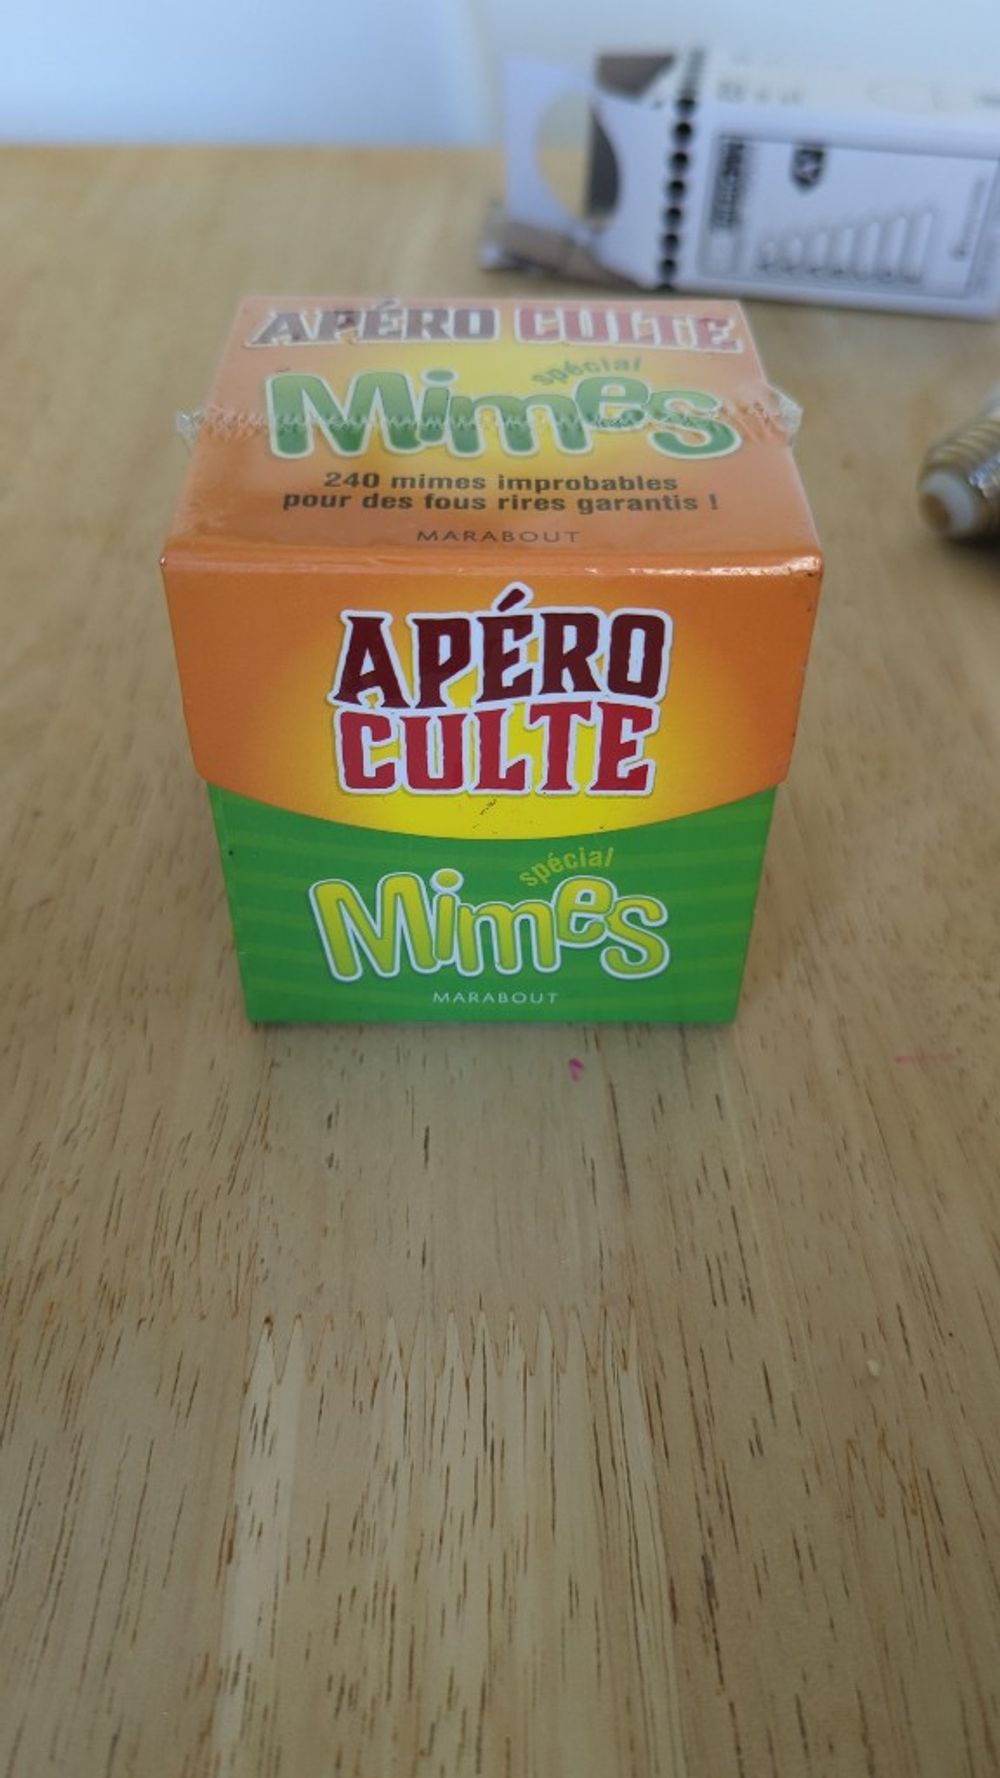 APÉRO CULTE
spécial
Mimes
240 mimes improbables
pour des fous rires garantis !
MARABOUT
APÉRO
CULTE
spécial
Mimes
MARABOUT